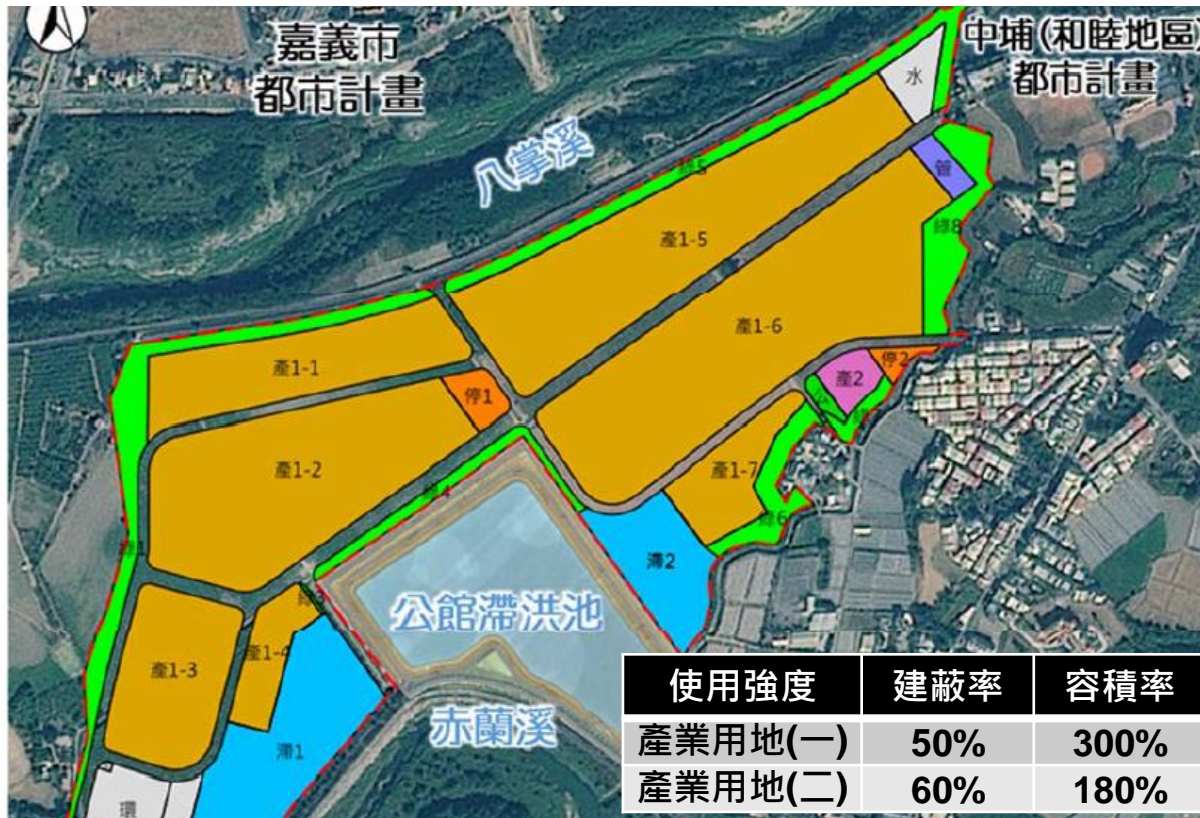 嘉義市
都市計畫
中埔(和睦地區)
都市計畫
八掌溪
水
綠5
管
綠8
產1-5
產1-6
產1-1
停1
產2
停2
產1-2
產1-7
綠4
綠6
滯2
公館滯洪池
產1-3
產1-4
滯1
赤蘭溪
環
使用強度 建蔽率 容積率
產業用地(一) 50% 300%
產業用地(二) 60% 180%